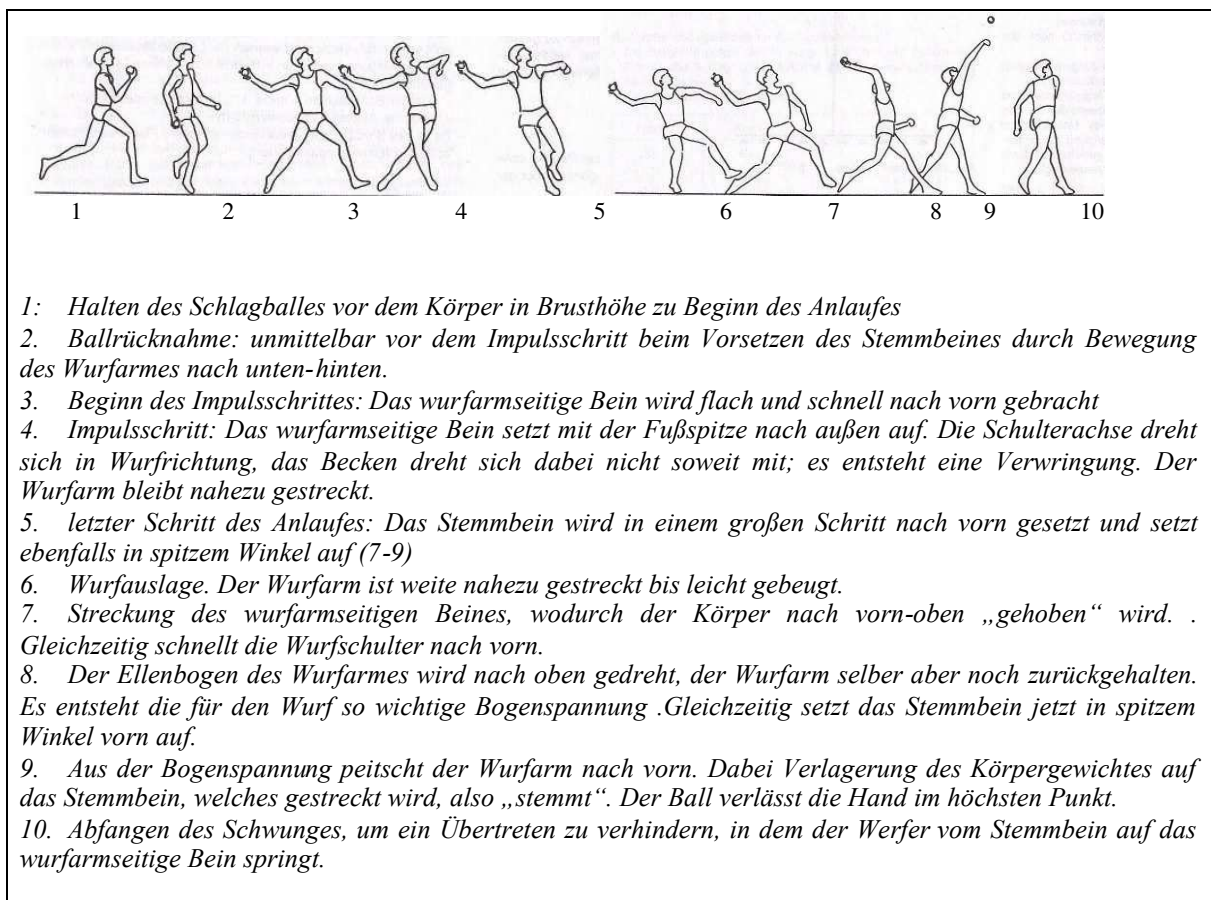 1 2 3 4 5 6 7 8 9 10
1: Halten des Schlagballes vor dem Körper in Brusthöhe zu Beginn des Anlaufes
2. Ballrücknahme: unmittelbar vor dem Impulsschritt beim Vorsetzen des Stemmbeines durch Bewegung
des Wurfarmes nach unten-hinten.
3. Beginn des Impulsschrittes: Das wurfarmseitige Bein wird flach und schnell nach vorn gebracht
4. Impulsschritt: Das wurfarmseitige Bein setzt mit der Fußspitze nach außen auf. Die Schulterachse dreht
sich in Wurfrichtung, das Becken dreht sich dabei nicht soweit mit; es entsteht eine Verwringung. Der
Wurfarm bleibt nahezu gestreckt.
5. letzter Schritt des Anlaufes: Das Stemmbein wird in einem großen Schritt nach vorn gesetzt und setzt
ebenfalls in spitzem Winkel auf (7-9)
6. Wurfauslage. Der Wurfarm ist weite nahezu gestreckt bis leicht gebeugt.
7. Streckung des wurfarmseitigen Beines, wodurch der Körper nach vorn-oben „gehoben“ wird. .
Gleichzeitig schnellt die Wurfschulter nach vorn.
8. Der Ellenbogen des Wurfarmes wird nach oben gedreht, der Wurfarm selber aber noch zurückgehalten.
Es entsteht die für den Wurf so wichtige Bogenspannung .Gleichzeitig setzt das Stemmbein jetzt in spitzem
Winkel vorn auf.
9. Aus der Bogenspannung peitscht der Wurfarm nach vorn. Dabei Verlagerung des Körpergewichtes auf
das Stemmbein, welches gestreckt wird, also „stemmt“. Der Ball verlässt die Hand im höchsten Punkt.
10. Abfangen des Schwunges, um ein Übertreten zu verhindern, in dem der Werfer vom Stemmbein auf das
wurfarmseitige Bein springt.